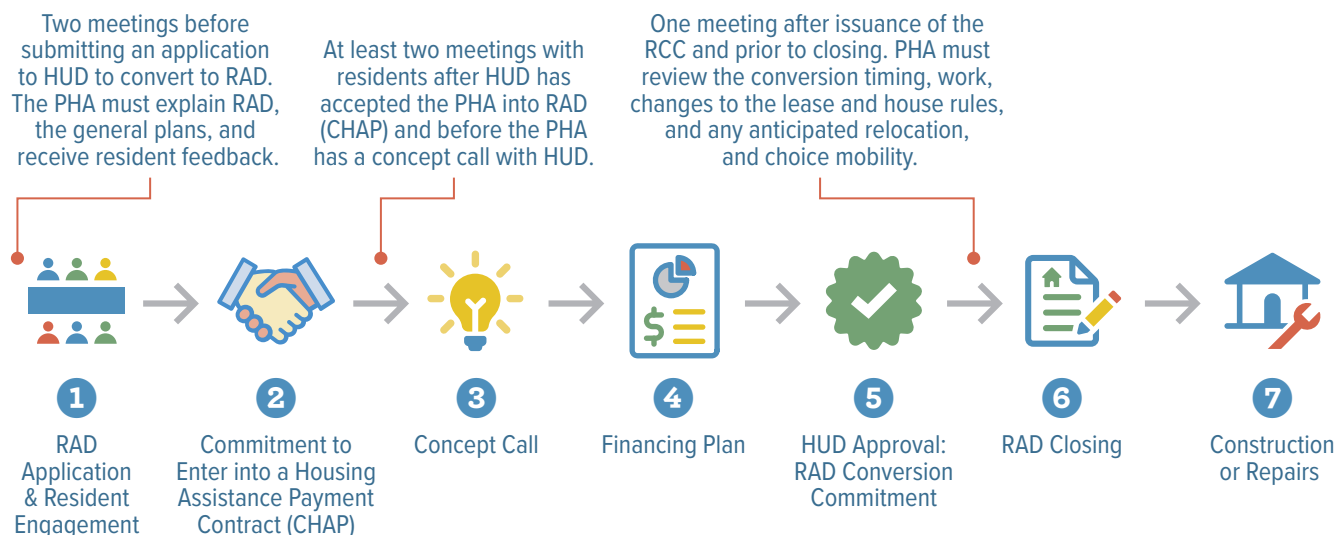 Two meetings before
submitting an application
to HUD to convert to RAD.
The PHA must explain RAD,
the general plans, and
receive resident feedback.
At least two meetings with
residents after HUD has
accepted the PHA into RAD
(CHAP) and before the PHA
has a concept call with HUD.
One meeting after issuance of the
RCC and prior to closing. PHA must
review the conversion timing, work,
changes to the lease and house rules,
and any anticipated relocation,
and choice mobility.
$
1
RAD
Application
& Resident
Engagement
2
Commitment to
Enter into a Housing
Assistance Payment
Contract (CHAP)
3
Concept Call
4
Financing Plan
5
HUD Approval:
RAD Conversion
Commitment
6
RAD Closing
7
Construction
or Repairs